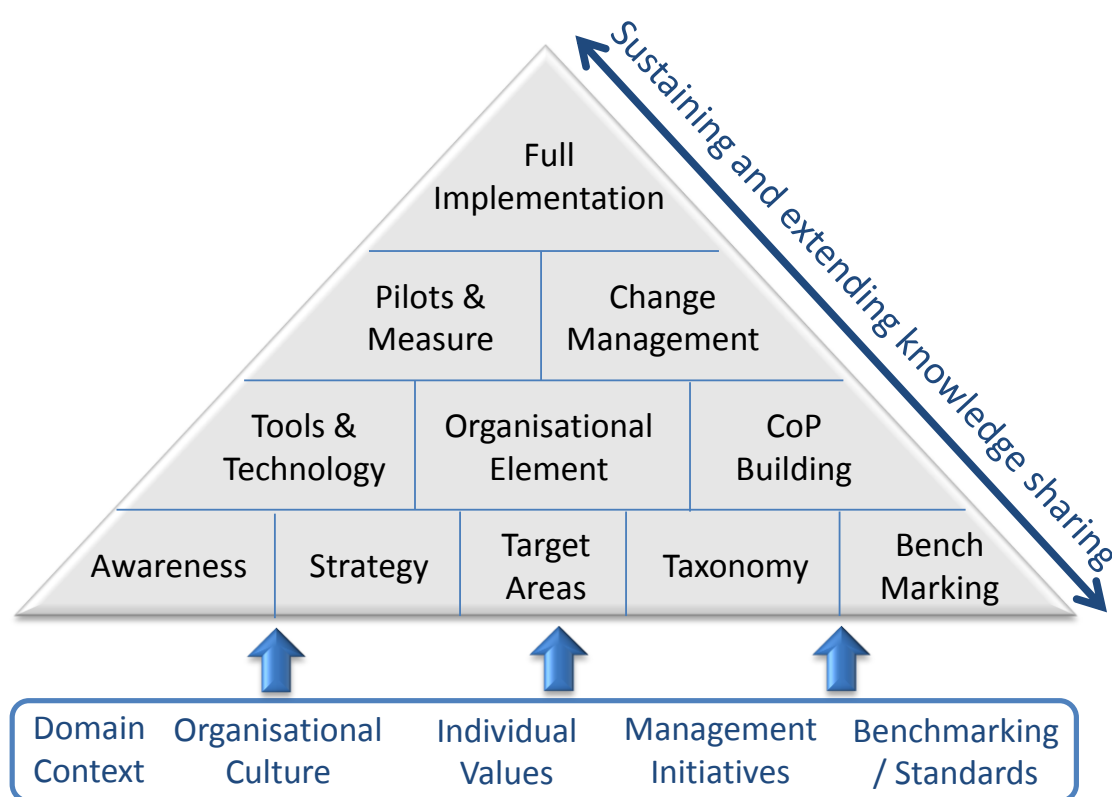 Sustaining and extending knowledge sharing
Full
Implementation
Pilots &
Measure
Change
Management
Tools &
Technology
Organisational
Element
CoP
Building
Awareness
Strategy
Target
Areas
Taxonomy
Bench
Marking
Domain
Context
Organisational
Culture
Individual
Values
Management
Initiatives
Benchmarking
/ Standards